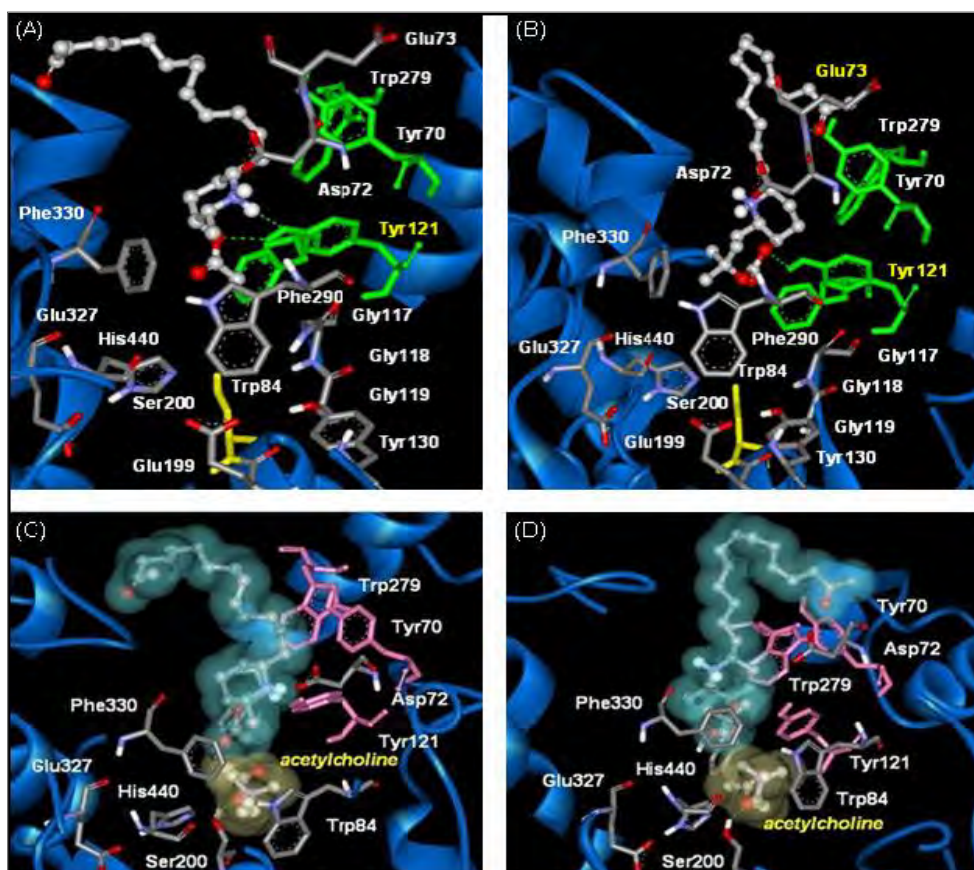 (A)
Glu73
Trp279
Tyr70
Asp72
Phe330
Tyr121
Phe290
Glu327
Gly117
His440
Gly118
Trp84
Gly119
Ser200
Tyr130
Glu199
(B)
Glu73
Trp279
Asp72
Tyr70
Phe330
Tyr121
Phe290
Gly117
Glu327
His440
Trp84
Gly118
Ser200
Gly119
Glu199
Tyr130
(C)
Trp279
Tyr70
Asp72
Phe330
Tyr121
acetylcholine
Glu327
His440
Trp84
Ser200
(D)
Tyr70
Asp72
Trp279
Phe330
Tyr121
Glu327
His440
Trp84
acetylcholine
Ser200